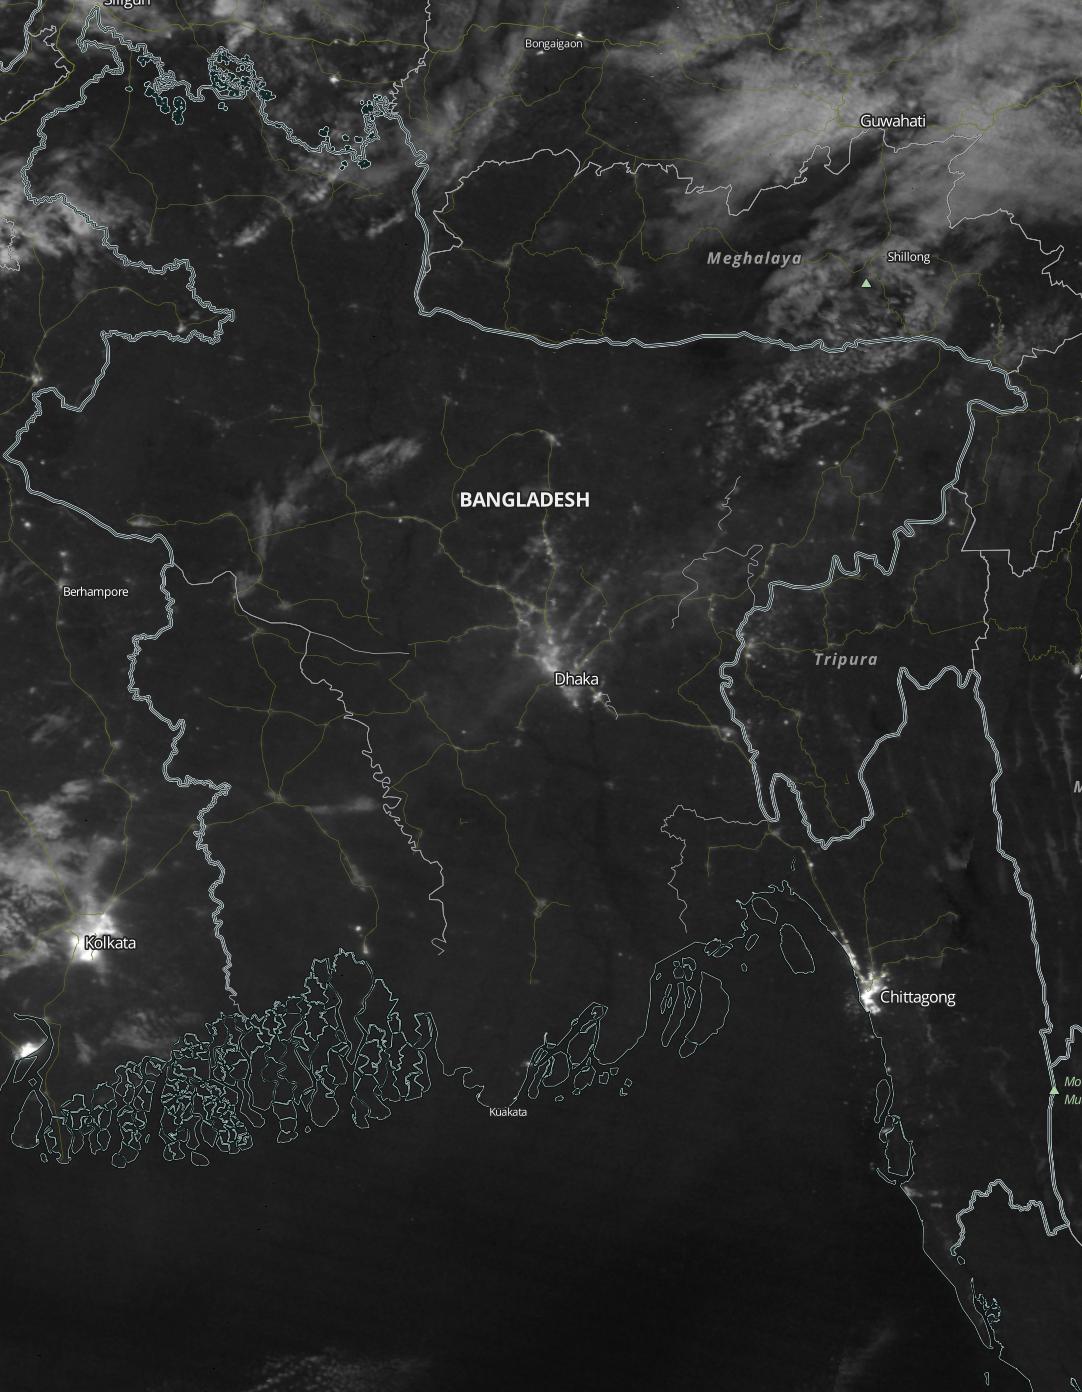 Siliguri
Bongaigaon
Guwahati
Meghalaya
Shillong
BANGLADESH
Berhampore
Dhaka
Tripura
M
Kolkata
Chittagong
Mo
Mu
Kuakata